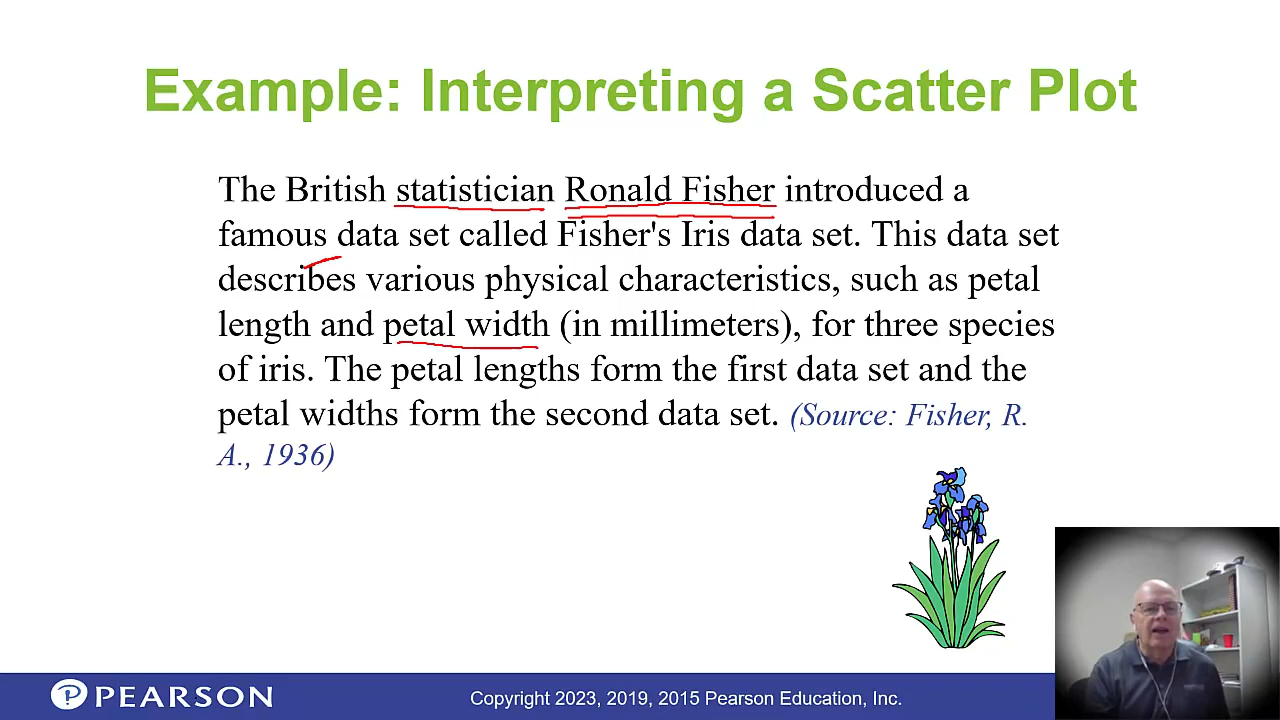 Example: Interpreting a Scatter Plot
The British statistician Ronald Fisher introduced a
famous data set called Fisher's Iris data set. This data set
describes various physical characteristics, such as petal
length and petal width (in millimeters), for three species
of iris. The petal lengths form the first data set and the
petal widths form the second data set. (Source: Fisher, R.
A., 1936)
PEARSON
Copyright 2023, 2019, 2015 Pearson Education, Inc.